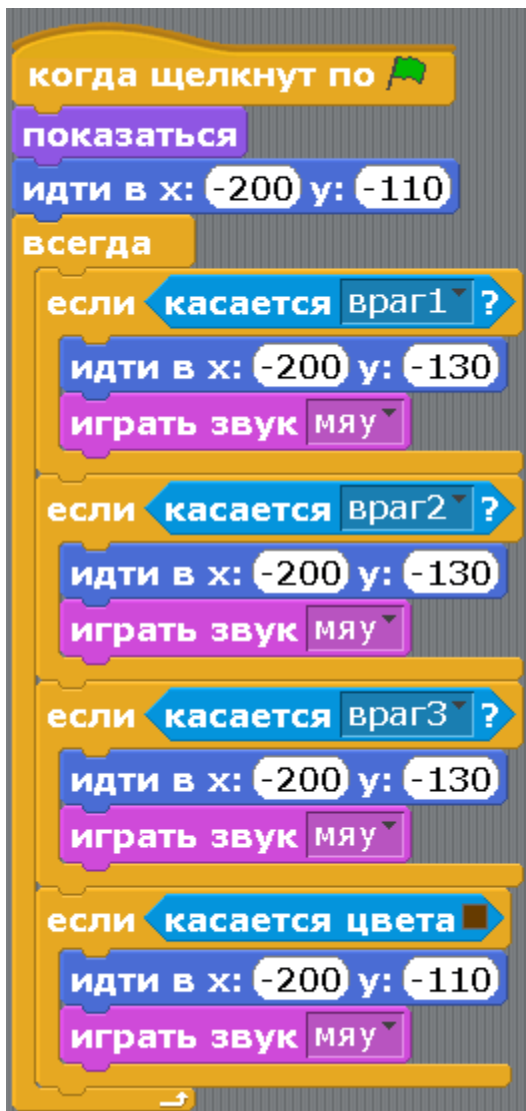 когда щелкнут по
показаться
идти в x: -200 y: -110
всегда
если касается враг1 ?
идти в x: -200 y: -130
играть звук мяу
если касается враг2 ?
идти в x: -200 y: -130
играть звук мяу
если касается враг3 ?
идти в x: -200 y: -130
играть звук мяу
если касается цвета
идти в x: -200 y: -110
играть звук мяу